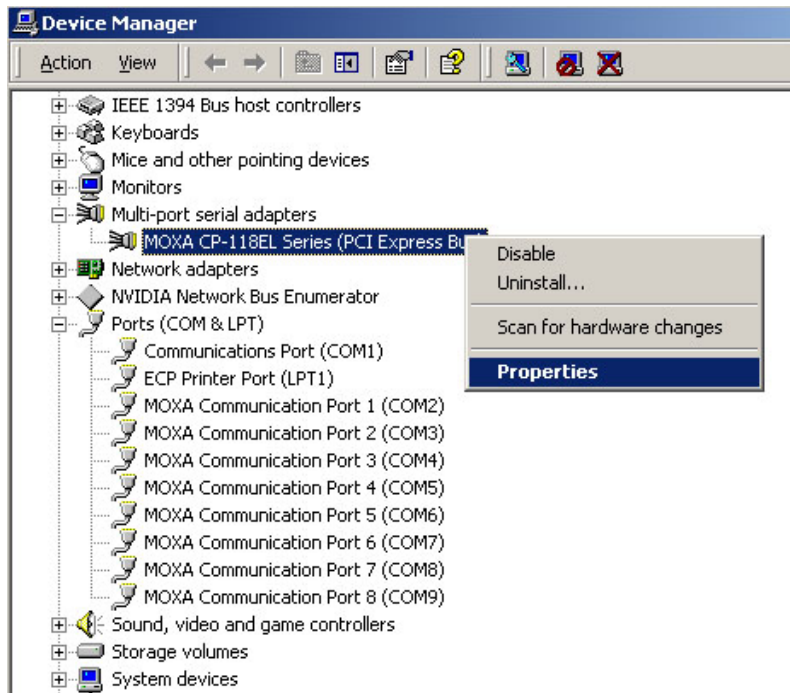 Device Manager
Action View
IEEE 1394 Bus host controllers
Keyboards
Mice and other pointing devices
Monitors
Multi-port serial adapters
MOXA CP-118EL Series (PCI Express Bu
Disable
Uninstall...
Scan for hardware changes
Properties
Network adapters
NVIDIA Network Bus Enumerator
Ports (COM & LPT)
Communications Port (COM1)
ECP Printer Port (LPT1)
MOXA Communication Port 1 (COM2)
MOXA Communication Port 2 (COM3)
MOXA Communication Port 3 (COM4)
MOXA Communication Port 4 (COM5)
MOXA Communication Port 5 (COM6)
MOXA Communication Port 6 (COM7)
MOXA Communication Port 7 (COM8)
MOXA Communication Port 8 (COM9)
Sound, video and game controllers
Storage volumes
System devices